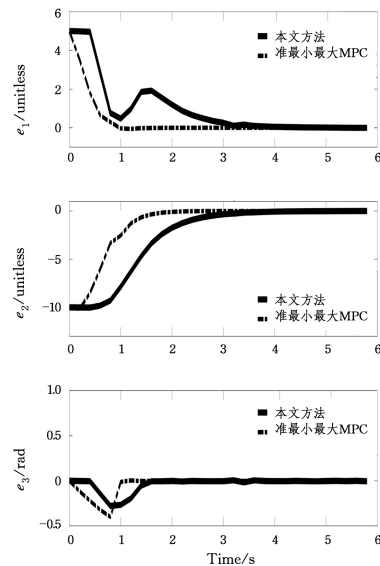 6
4
2
0
e1/unitless
本文方法
准最小最大MPC
0 1 2 3 4 5 6
0
−5
−10
e2/unitless
本文方法
准最小最大MPC
0 1 2 3 4 5 6
1.0
0.5
0
−0.5
e3/rad
本文方法
准最小最大MPC
0 1 2 3 4 5 6
Time/s